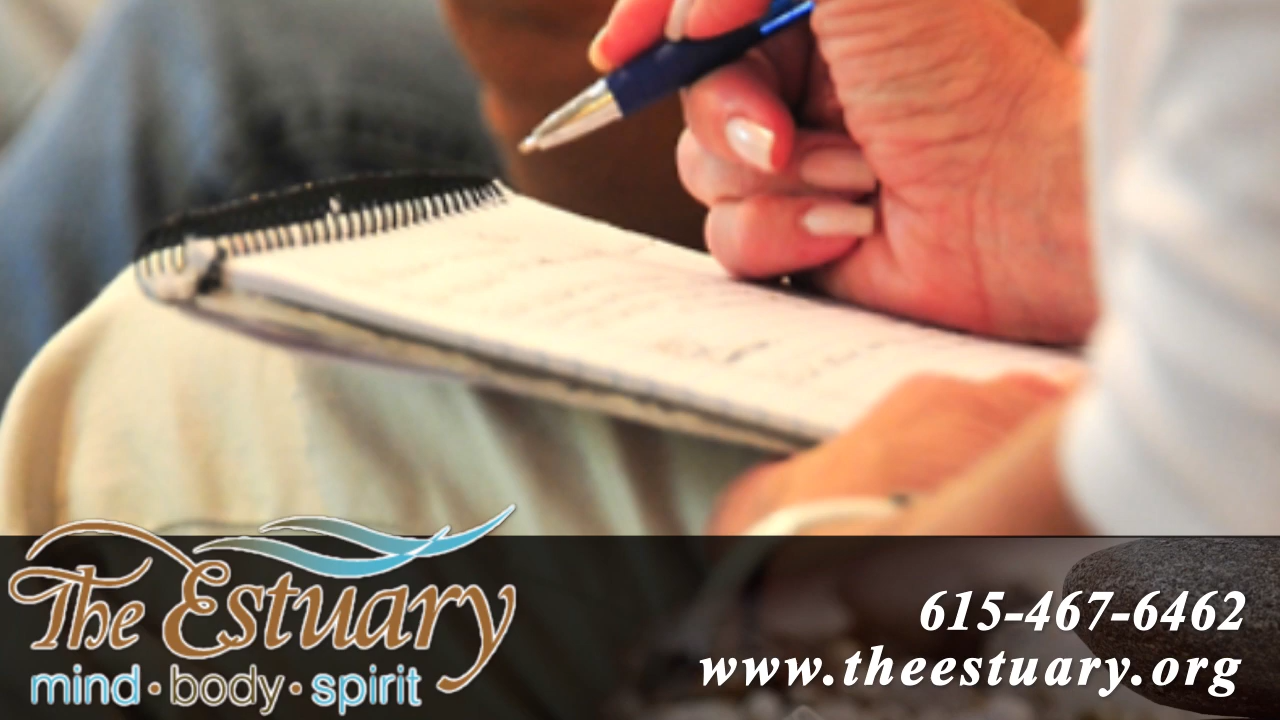 The Estuary
mind • body • spirit
615-467-6462
www.theestuary.org